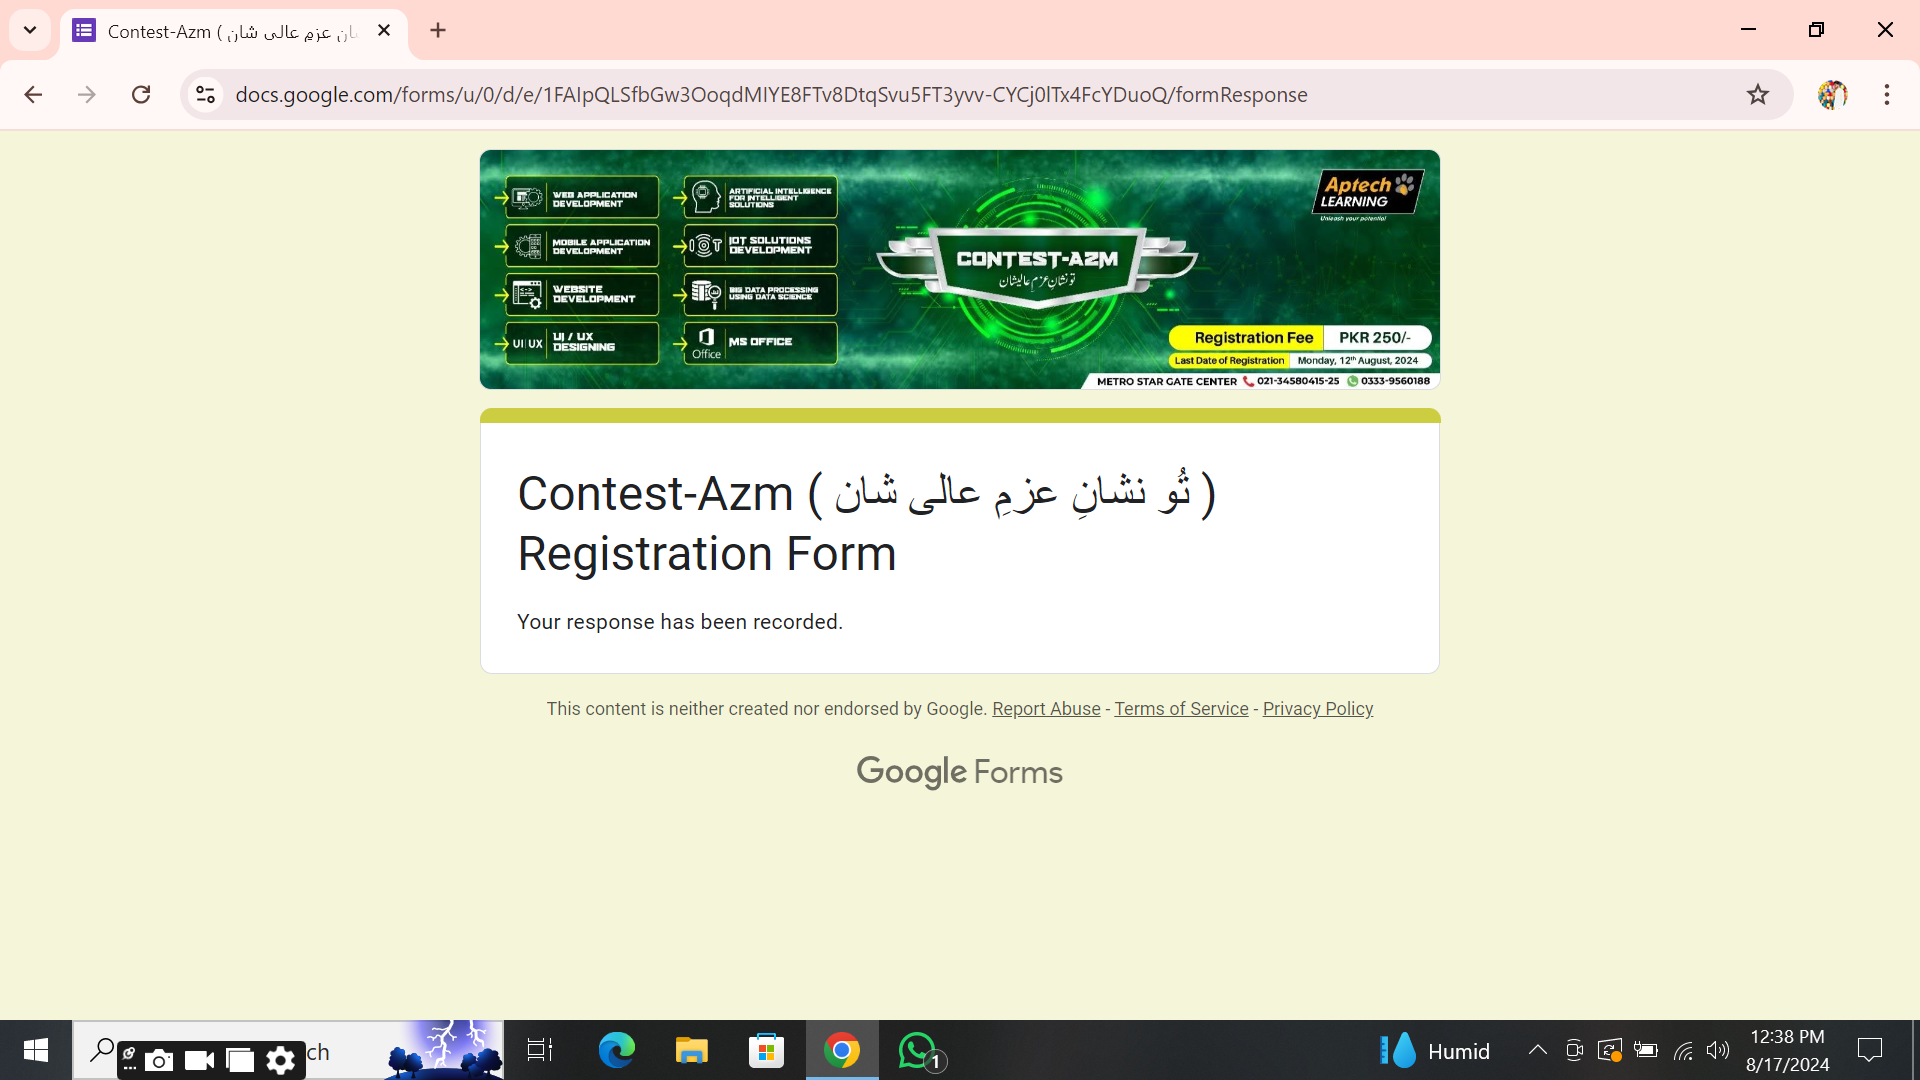 Contest-Azm ( شان عزمِ عالی شان
docs.google.com/forms/u/0/d/e/1FAIpQLSfbGw3OoqdMIYE8FTv8DtqSvu5FT3yvv-CYCj0lTx4FcYDuoQ/formResponse
WEB APPLICATION
DEVELOPMENT
ARTIFICIAL INTELLIGENCE
FOR INTELLIGENT
SOLUTIONS
MOBILE APPLICATION
DEVELOPMENT
IOT
IOT SOLUTIONS
DEVELOPMENT
WEBSITE
DEVELOPMENT
BIG DATA PROCESSING
USING DATA SCIENCE
UI UX
UI / UX
DESIGNING
Office
MS OFFICE
CONTEST-AZM
تو نشانِ عزمِ عالیشان
Aptech
LEARNING
Unleash your potential
Registration Fee PKR 250/-
Last Date of Registration Monday, 12th August, 2024
METRO STAR GATE CENTER 021-34580415-25 0333-9560188
Contest-Azm ( تُو نشانِ عزمِ عالی شان )
Registration Form
Your response has been recorded.
This content is neither created nor endorsed by Google. Report Abuse - Terms of Service - Privacy Policy
Google Forms
ch
1
Humid
12:38 PM
8/17/2024